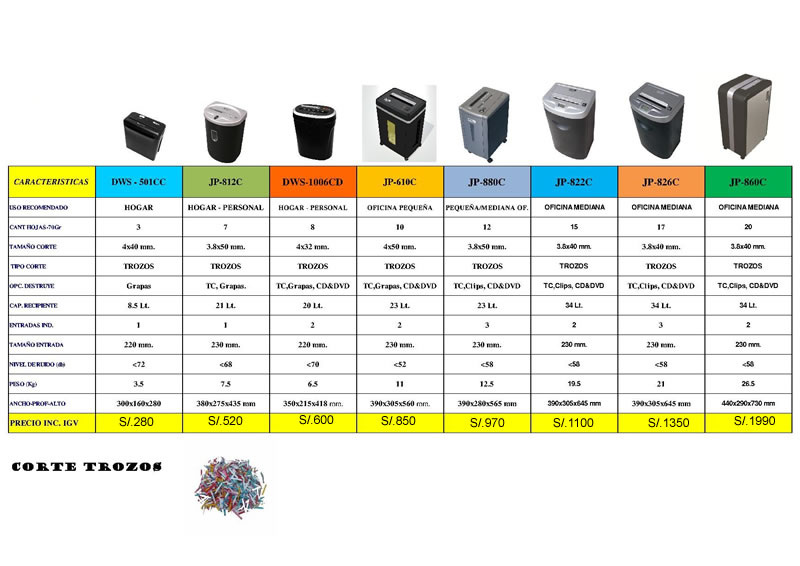 CARACTERISTICAS DWS - 501CC JP-812C DWS-1006CD JP-610C JP-880C JP-822C JP-826C JP-860C
USO RECOMENDADO HOGAR HOGAR - PERSONAL HOGAR - PERSONAL OFICINA PEQUEÑA PEQUEÑA/MEDIANA OF. OFICINA MEDIANA OFICINA MEDIANA OFICINA MEDIANA
CANT HOJAS-70Gr 3 7 8 10 12 15 17 20
TAMAÑO CORTE 4x40 mm. 3.8x50 mm. 4x32 mm. 4x50 mm. 3.8x50 mm. 3.8x40 mm. 3.8x40 mm. 3.8x40 mm.
TIPO CORTE TROZOS TROZOS TROZOS TROZOS TROZOS TROZOS TROZOS TROZOS
OPC. DESTRUYE Grapas TC, Grapas. TC,Grapas, CD&DVD TC,Grapas, CD&DVD TC,Clips, CD&DVD TC,Clips, CD&DVD TC,Clips, CD&DVD TC,Clips, CD&DVD
CAP. RECIPIENTE 8.5 Lt. 21 Lt. 20 Lt. 23 Lt. 23 Lt. 34 Lt. 34 Lt. 34 Lt.
ENTRADAS IND. 1 1 2 2 3 2 3 2
TAMAÑO ENTRADA 220 mm. 230 mm. 220 mm. 230 mm. 230 mm. 230 mm. 230 mm. 230 mm.
NIVEL DE RUIDO (db) <72 <68 <70 <52 <58 <58 <58 <58
PESO (Kg) 3.5 7.5 6.5 11 12.5 19.5 21 26.5
ANCHO-PROF-ALTO 300x160x280 380x275x435 mm 350x215x418 mm. 390x305x560 mm. 390x280x565 mm 390x305x645 mm 390x305x645 mm 440x290x730 mm
PRECIO INC. IGV S/.280 S/.520 S/.600 S/.850 S/.970 S/.1100 S/.1350 S/.1990
CORTE TROZOS